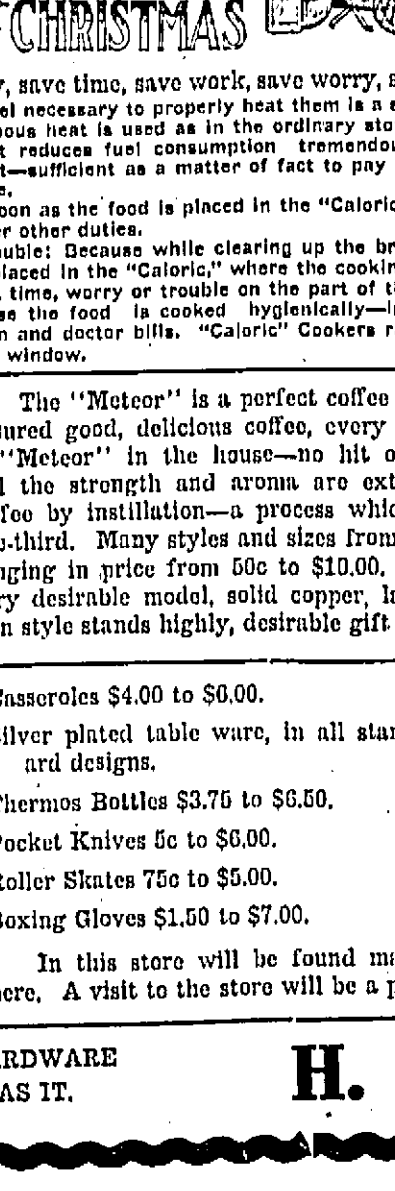 CHRISTMAS
, save time, save work, save worry, s
el necessary to properly heat them is a s
ous heat is used as in the ordinary sto
t reduces fuel consumption tremendou
t—sufficient as a matter of fact to pay
s.
oon as the food is placed in the "Caloric
r other duties.
uble: Because while clearing up the br
laced in the "Caloric," where the cookin
, time, worry or trouble on the part of t
se the food is cooked hygienically—i
n and doctor bills. "Caloric" Cookers r
window.
The "Meteor" is a perfect coffee
ured good, delicious coffee, every
"Meteor" in the house—no hit o
l the strength and aroma are ext
fee by instillation—a process whic
-third. Many styles and sizes from
nging in price from 50c to $10.00.
ry desirable model, solid copper, In
n style stands highly, desirable gift
Casseroles $4.00 to $6.00.
ilver plated table ware, in all stan
ard designs.
Thermos Bottles $3.75 to $6.50.
Pocket Knives 5c to $6.00.
Roller Skates 75c to $5.00.
Boxing Gloves $1.50 to $7.00.
In this store will be found ma
here. A visit to the store will be a p
RDWARE
AS IT.
H.